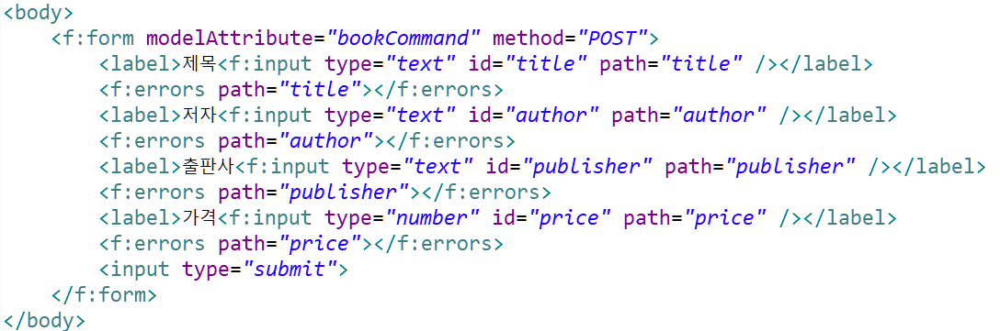 <body>
    <f:form modelAttribute="bookCommand" method="POST">
        <label>제목<f:input type="text" id="title" path="title" /></label>
        <f:errors path="title"></f:errors>
        <label>저자<f:input type="text" id="author" path="author" /></label>
        <f:errors path="author"></f:errors>
        <label>출판사<f:input type="text" id="publisher" path="publisher" /></label>
        <f:errors path="publisher"></f:errors>
        <label>가격<f:input type="number" id="price" path="price" /></label>
        <f:errors path="price"></f:errors>
        <input type="submit">
    </f:form>
</body>